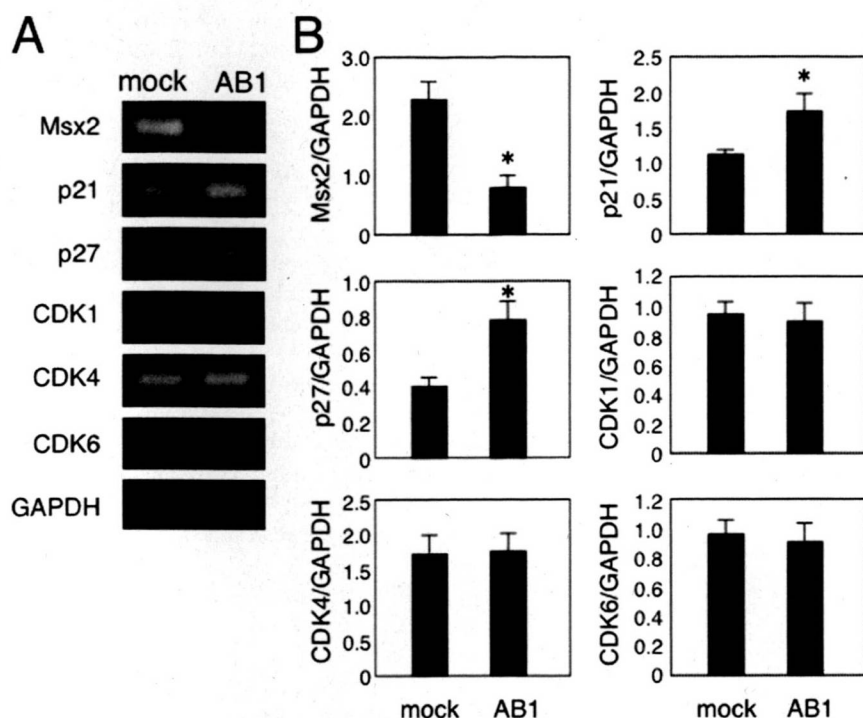 A
mock AB1
Msx2
p21
p27
CDK1
CDK4
CDK6
GAPDH
B
Msx2/GAPDH
3.0
2.0
1.0
0
*
p21/GAPDH
2.5
2.0
1.5
1.0
0.5
0
*
p27/GAPDH
1.0
0.8
0.6
0.4
0.2
0
*
CDK1/GAPDH
1.2
1.0
0.8
0.6
0.4
0.2
0
CDK4/GAPDH
2.5
2.0
1.5
1.0
0.5
0
mock AB1
CDK6/GAPDH
1.2
1.0
0.8
0.6
0.4
0.2
0
mock AB1